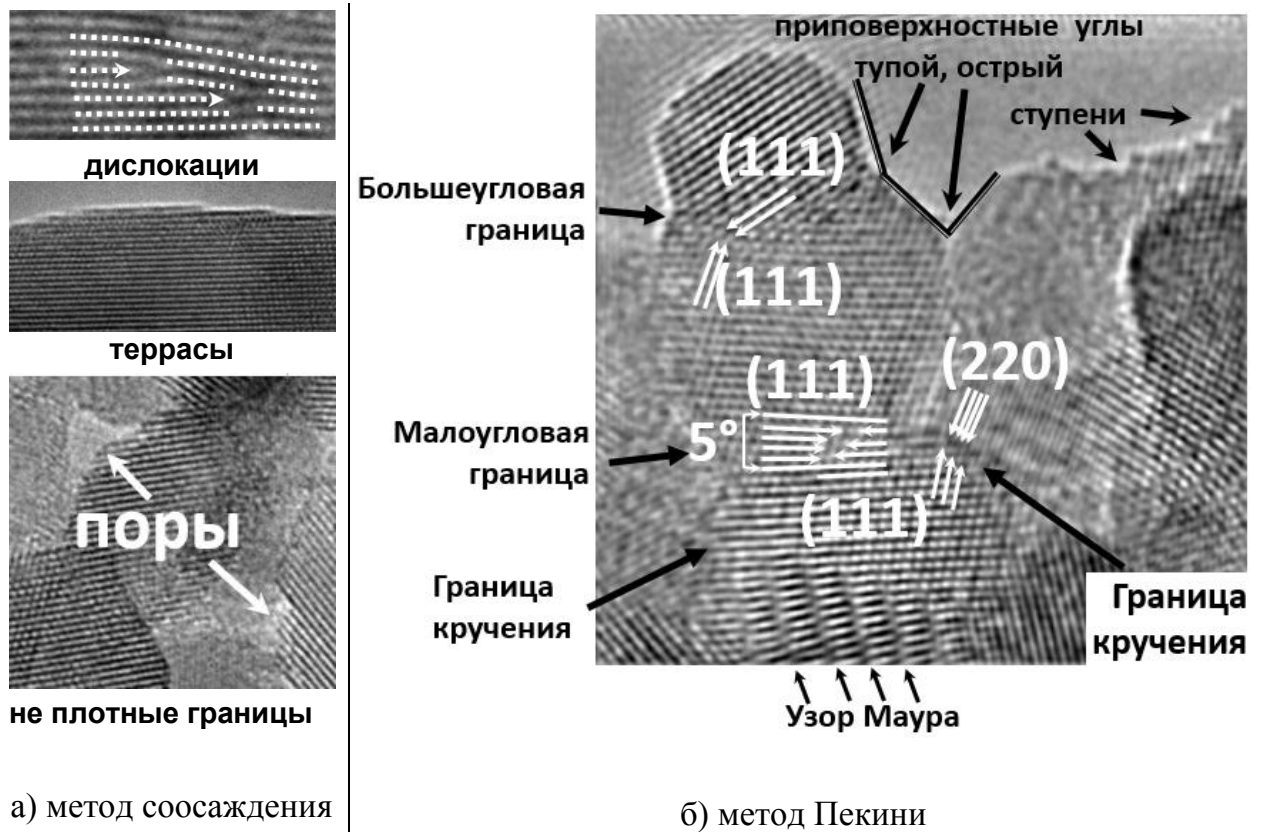 дислокации
террасы
поры
не плотные границы
а) метод соосаждения
приповерхностные углы
тупой, острый
ступени
(111)
Большеугловая
граница
(111)
(220)
(111)
Малоугловая
граница
5°
(111)
Граница
кручения
Граница
кручения
Узор Маура
б) метод Пекини